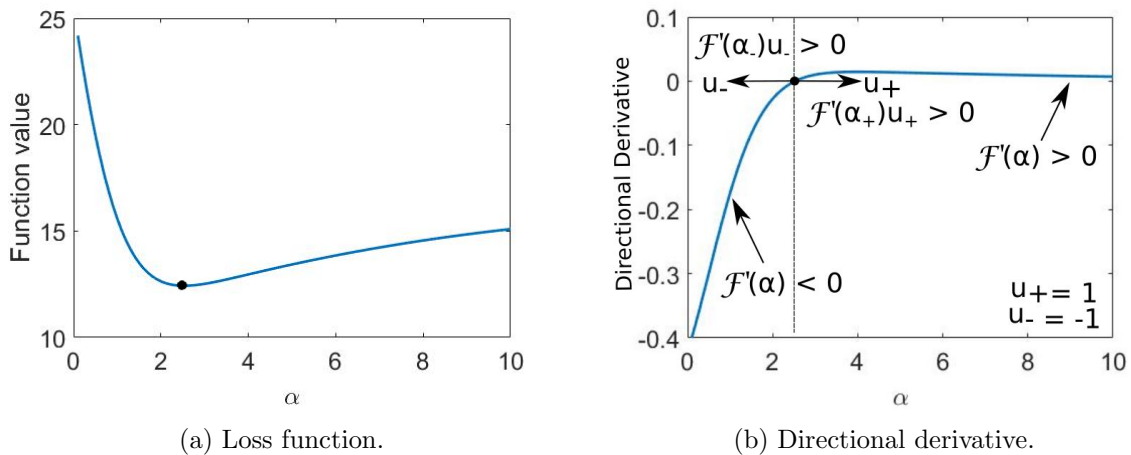 25
20
15
10
Function value
0
2
4
6
8
10
α
(a) Loss function.
0.1
0
-0.1
-0.2
-0.3
-0.4
Directional Derivative
ℱ'(α₋)u₋ > 0
u₋
u₊
ℱ'(α₊)u₊ > 0
ℱ'(α) > 0
ℱ'(α) < 0
u₊= 1
u₋ = -1
0
2
4
6
8
10
α
(b) Directional derivative.